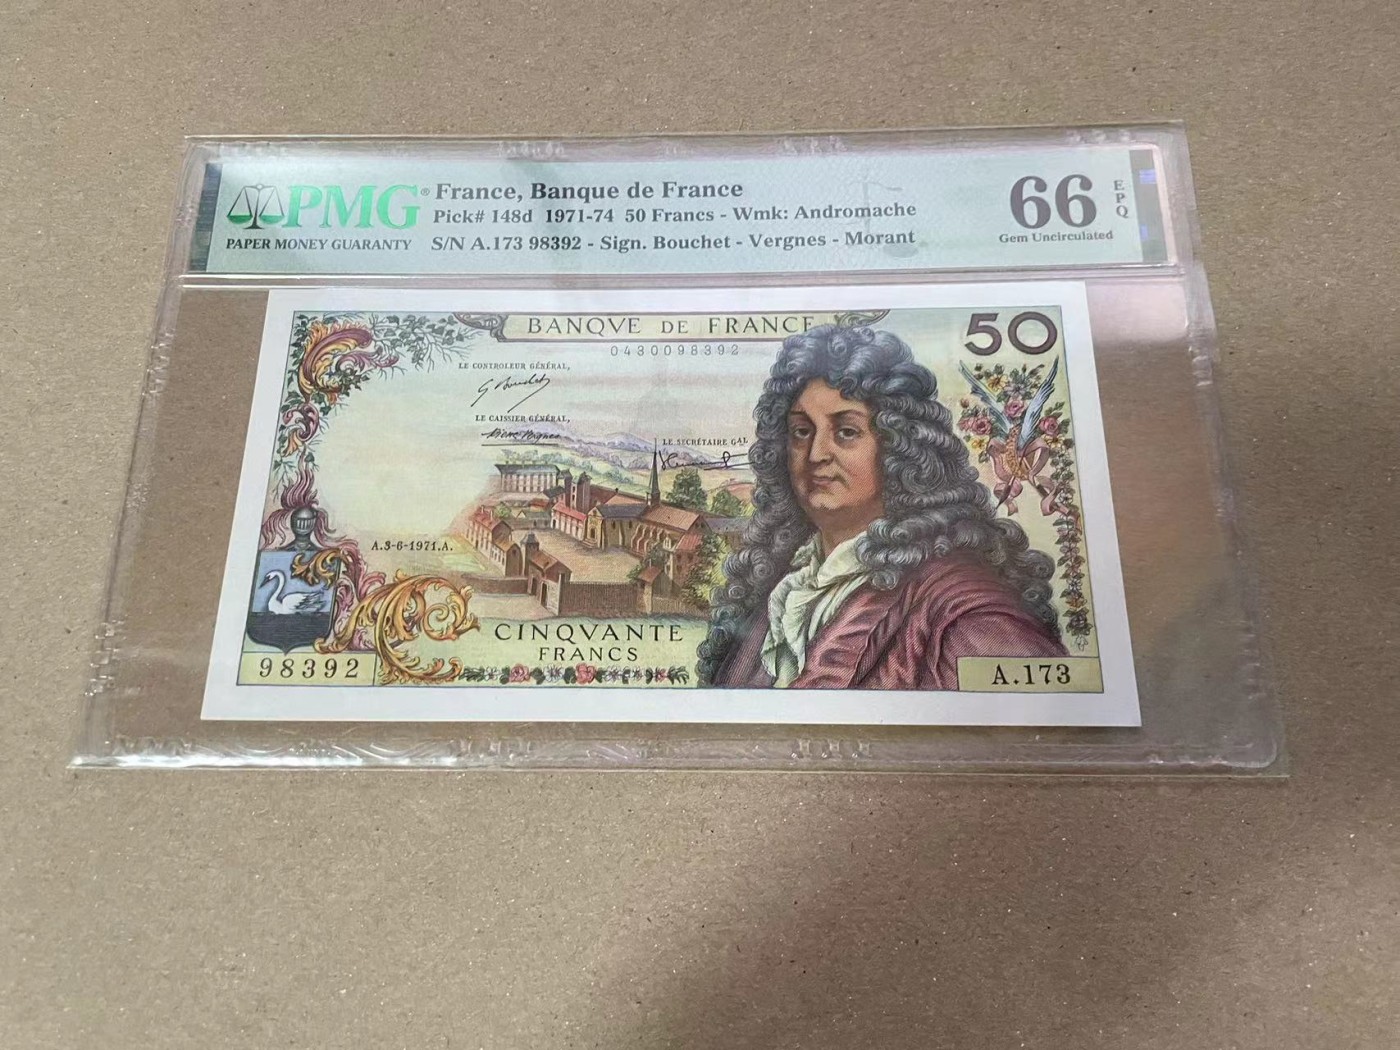 PMG® France, Banque de France
Pick# 148d 1971-74 50 Francs - Wmk: Andromache
PAPER MONEY GUARANTY S/N A.173 98392 - Sign. Bouchet - Vergnes - Morant
66 EPQ
Gem Uncirculated
BANQVE DE FRANCE
50
0430098392
LE CONTROLEUR GÉNÉRAL,
G Bouchet
LE CAISSIER GÉNÉRAL,
LE SECRÉTAIRE GAL
A.3-6-1971.A.
CINQVANTE
FRANCS
98392
A.173